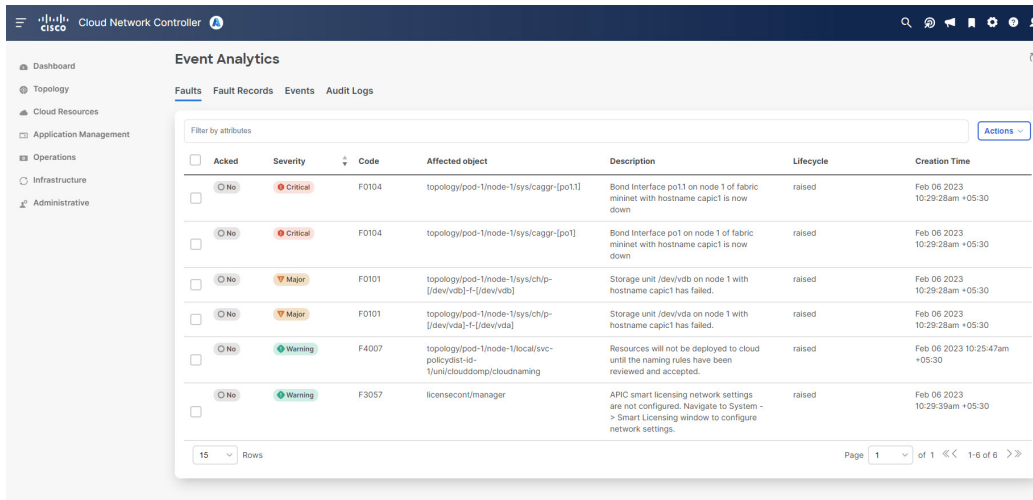 CISCO Cloud Network Controller
Event Analytics
Dashboard
Topology
Cloud Resources
Application Management
Operations
Infrastructure
Administrative
Faults Fault Records Events Audit Logs
Filter by attributes
Actions
Acked Severity Code Affected object Description Lifecycle Creation Time
No Critical F0104 topology/pod-1/node-1/sys/caggr-[po1.1] Bond Interface po1.1 on node 1 of fabric raised Feb 06 2023
mininet with hostname capic1 is now 10:29:28am +05:30
down
No Critical F0104 topology/pod-1/node-1/sys/caggr-[po1] Bond Interface po1 on node 1 of fabric raised Feb 06 2023
mininet with hostname capic1 is now 10:29:28am +05:30
down
No Major F0101 topology/pod-1/node-1/sys/ch/p- Storage unit /dev/vdb on node 1 with raised Feb 06 2023
[/dev/vdb]-f-[/dev/vdb] hostname capic1 has failed. 10:29:28am +05:30
No Major F0101 topology/pod-1/node-1/sys/ch/p- Storage unit /dev/vda on node 1 with raised Feb 06 2023
[/dev/vda]-f-[/dev/vda] hostname capic1 has failed. 10:29:28am +05:30
No Warning F4007 topology/pod-1/node-1/local/svc- Resources will not be deployed to cloud raised Feb 06 2023 10:25:47am
policydist-id- until the naming rules have been +05:30
1/uni/clouddomp/cloudnaming reviewed and accepted.
No Warning F3057 licensecont/manager APIC smart licensing network settings raised Feb 06 2023
are not configured. Navigate to System - 10:29:39am +05:30
> Smart Licensing window to configure
network settings.
15 Rows Page 1 of 1 1-6 of 6